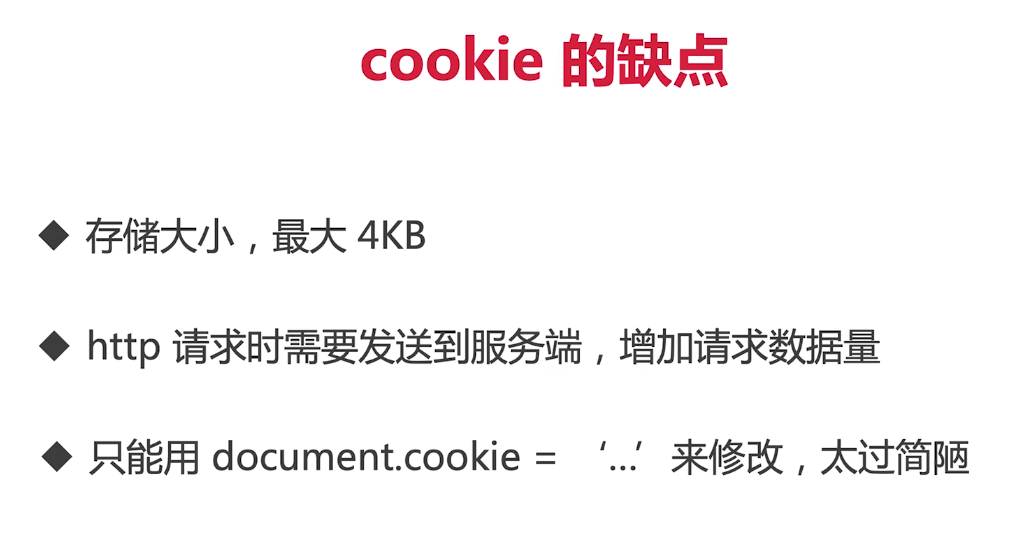 cookie 的缺点
◆ 存储大小，最大 4KB
◆ http 请求时需要发送到服务端，增加请求数据量
◆ 只能用 document.cookie = ‘...’ 来修改，太过简陋